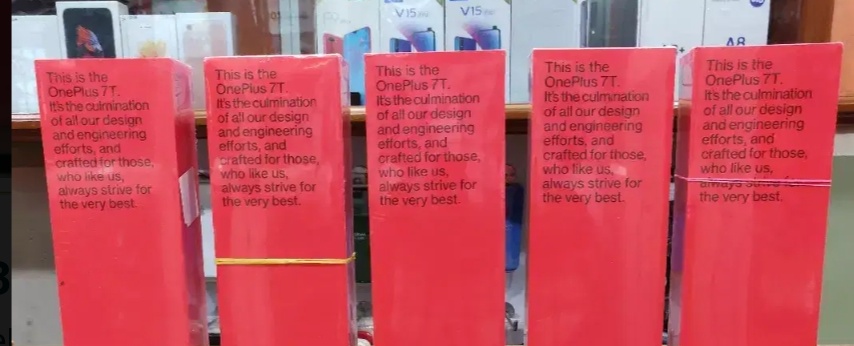 V15
V15
A8
This is the
OnePlus 7T.
It's the culmination
of all our design
and engineering
efforts, and
crafted for those,
who like us,
always strive for
the very best.
This is the
OnePlus 7T.
It's the culmination
of all our design
and engineering
efforts, and
crafted for those,
who like us,
always strive for
the very best.
This is the
OnePlus 7T.
It's the culmination
of all our design
and engineering
efforts, and
crafted for those,
who like us,
always strive for
the very best.
This is the
OnePlus 7T.
It's the culmination
of all our design
and engineering
efforts, and
crafted for those,
who like us,
always strive for
the very best.
This is the
OnePlus 7T.
It's the culmination
of all our design
and engineering
efforts, and
crafted for those,
who like us,
always strive for
the very best.